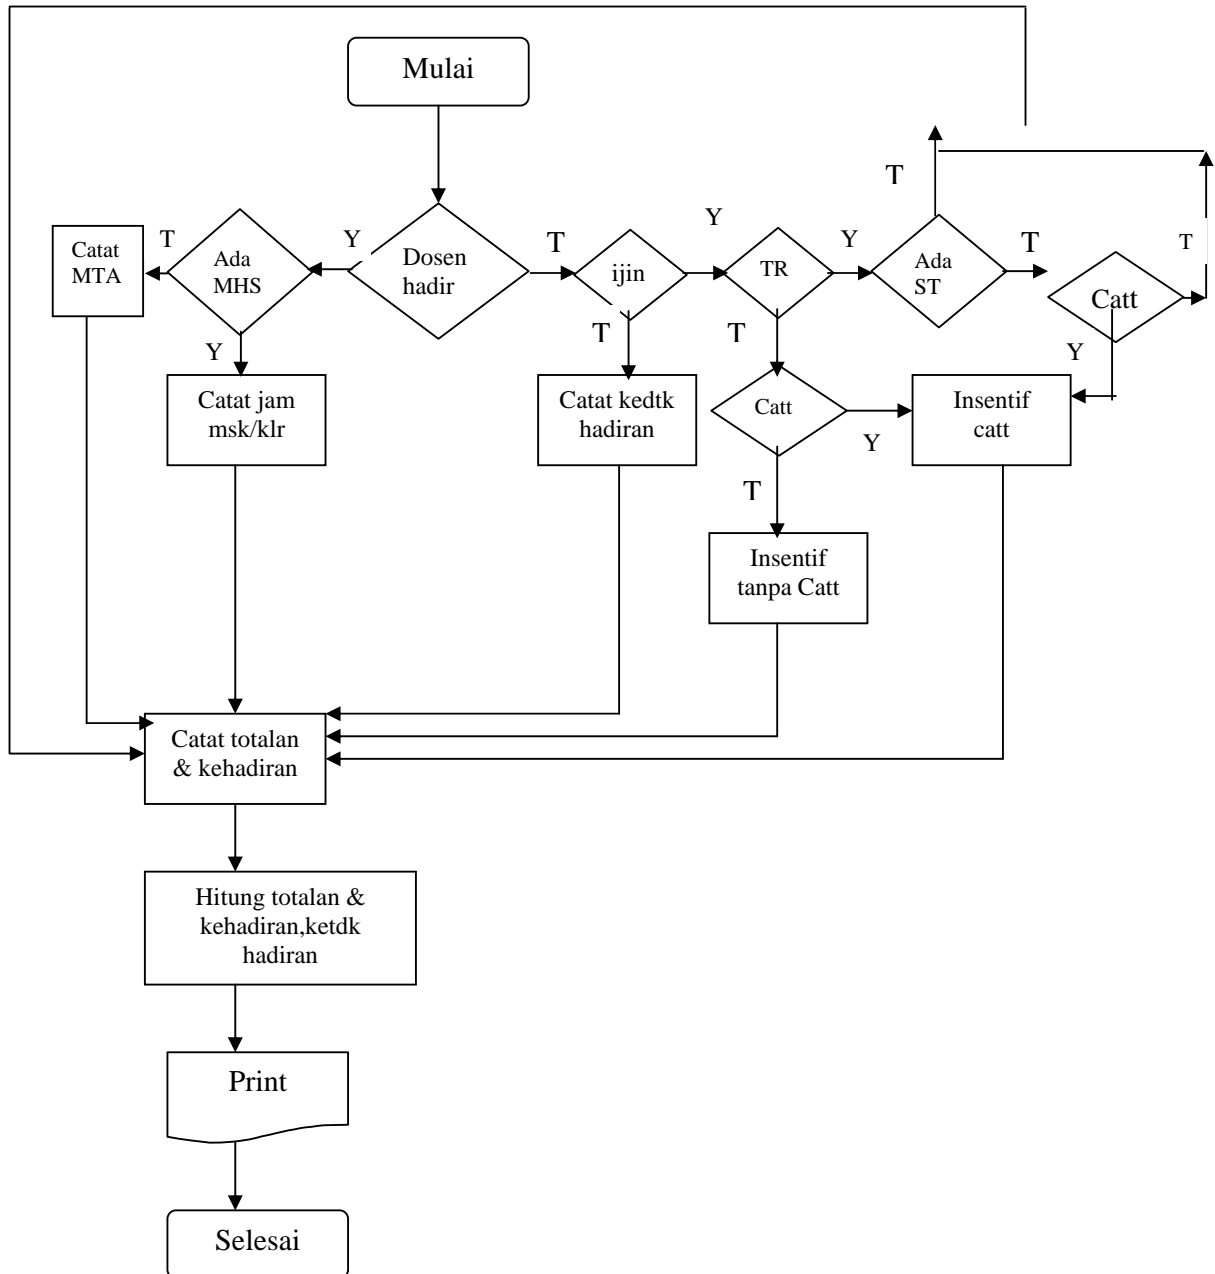 Mulai
T
Y
T
Y
Y
T
T
Catat
MTA
Ada
MHS
Dosen
hadir
ijin
TR
Ada
ST
Catt
T
Y
T
T
Y
Catat jam
msk/klr
Catat kedtk
hadiran
Catt
Y
Insentif
catt
T
Insentif
tanpa Catt
Catat totalan
& kehadiran
Hitung totalan &
kehadiran,ketdk
hadiran
Print
Selesai